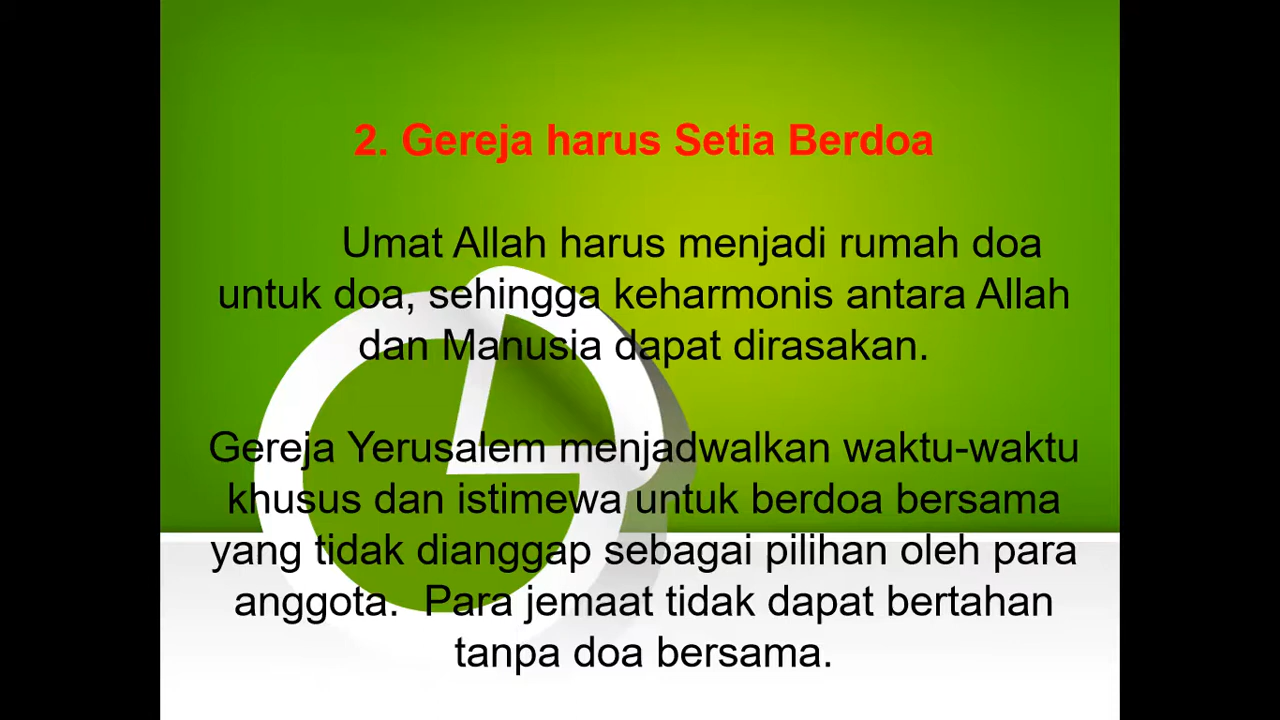 2. Gereja harus Setia Berdoa
Umat Allah harus menjadi rumah doa
untuk doa, sehingga keharmonis antara Allah
dan Manusia dapat dirasakan.
Gereja Yerusalem menjadwalkan waktu-waktu
khusus dan istimewa untuk berdoa bersama
yang tidak dianggap sebagai pilihan oleh para
anggota.  Para jemaat tidak dapat bertahan
tanpa doa bersama.